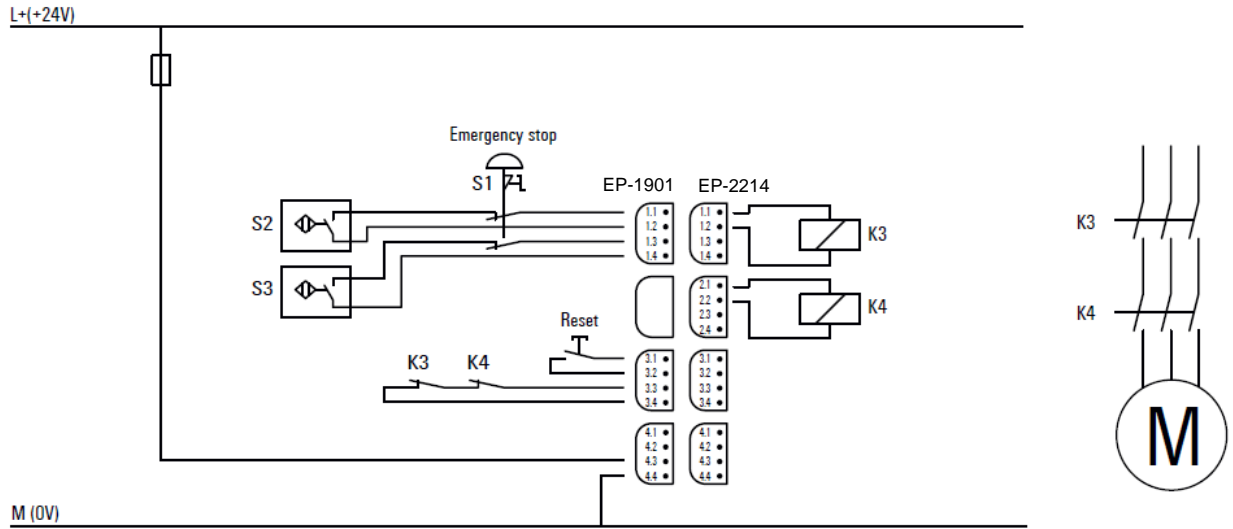 L+(+24V)
Emergency stop
S1
EP-1901 EP-2214
S2
1.1 1.1
1.2 1.2
1.3 1.3
1.4 1.4
K3
K3
S3
2.1
2.2
2.3
2.4
K4
K4
Reset
K3 K4
3.1 3.1
3.2 3.2
3.3 3.3
3.4 3.4
M
4.1 4.1
4.2 4.2
4.3 4.3
4.4 4.4
M (0V)